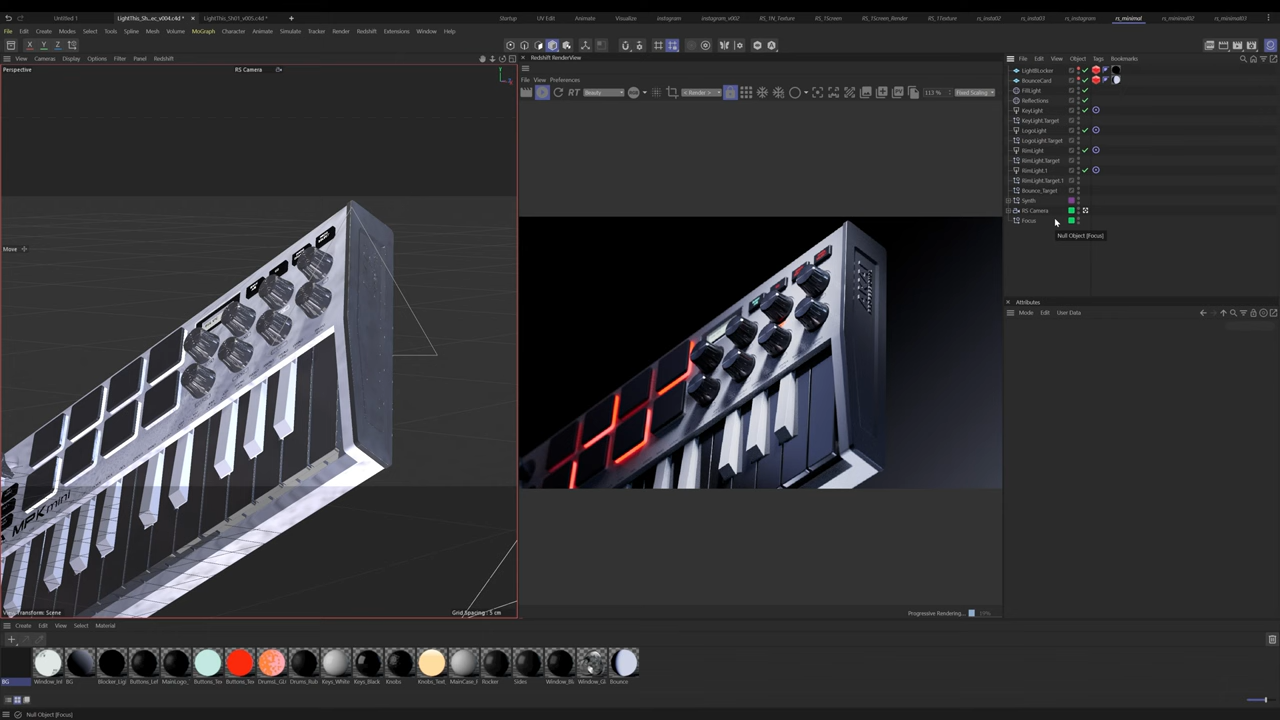 Untitled 1
LightThis_Sh...ec_v004.c4d *
LightThis_Sh01_v005.c4d *
Startup
UV Edit
Animate
Visualize
instagram
instagram_v002
RS_1N_Texture
RS_1Screen
RS_1Screen_Render
RS_1Texture
rs_insta02
rs_insta03
rs_instagram
rs_minimal
rs_minimal02
rs_minimal03
File Edit Create Modes Select Tools Spline Mesh Volume MoGraph Character Animate Simulate Tracker Render Redshift Extensions Window Help
X Y Z
View Cameras Display Options Filter Panel Redshift
Perspective
RS Camera
Move
MPKmini
View Transform: Scene
Grid Spacing : 5 cm
Redshift RenderView
File View Preferences
RT
Beauty
< Render >
113 %
Fixed Scaling
Progressive Rendering...
19%
File Edit View Object Tags Bookmarks
LightBLocker
BounceCard
FillLight
Reflections
KeyLight
KeyLight.Target
LogoLight
LogoLight.Target
RimLight
RimLight.Target
RimLight.1
RimLight.Target.1
Bounce_Target
Synth
RS Camera
Focus
Null Object [Focus]
Attributes
Mode Edit User Data
Create Edit View Select Material
BG
Window_Inf
BG
Blocker_Ligl
Buttons_Lef
MainLogo_
Buttons_Tea
Buttons_Tex
DrumsL_GU
Drums_Rub
Keys_White
Keys_Black
Knobs
Knobs_Text
MainCase_F
Rocker
Sides
Window_Bla
Window_Gl
Bounce
Null Object [Focus]